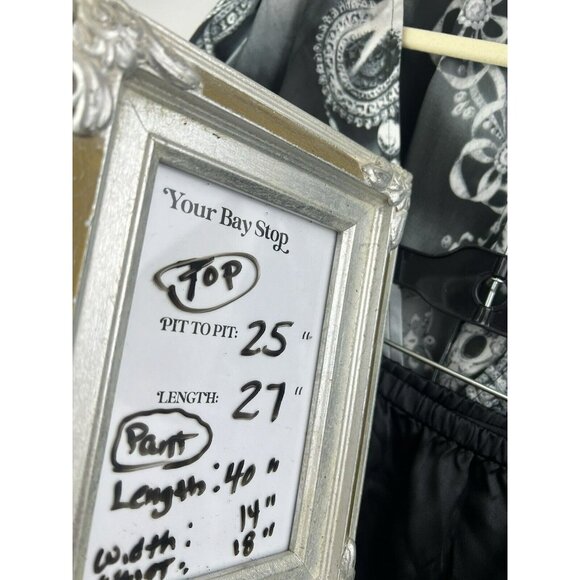 Your Bay Stop
TOP
PIT TO PIT: 25"
LENGTH: 27"
Pant
Length: 40"
Width: 14"
18"